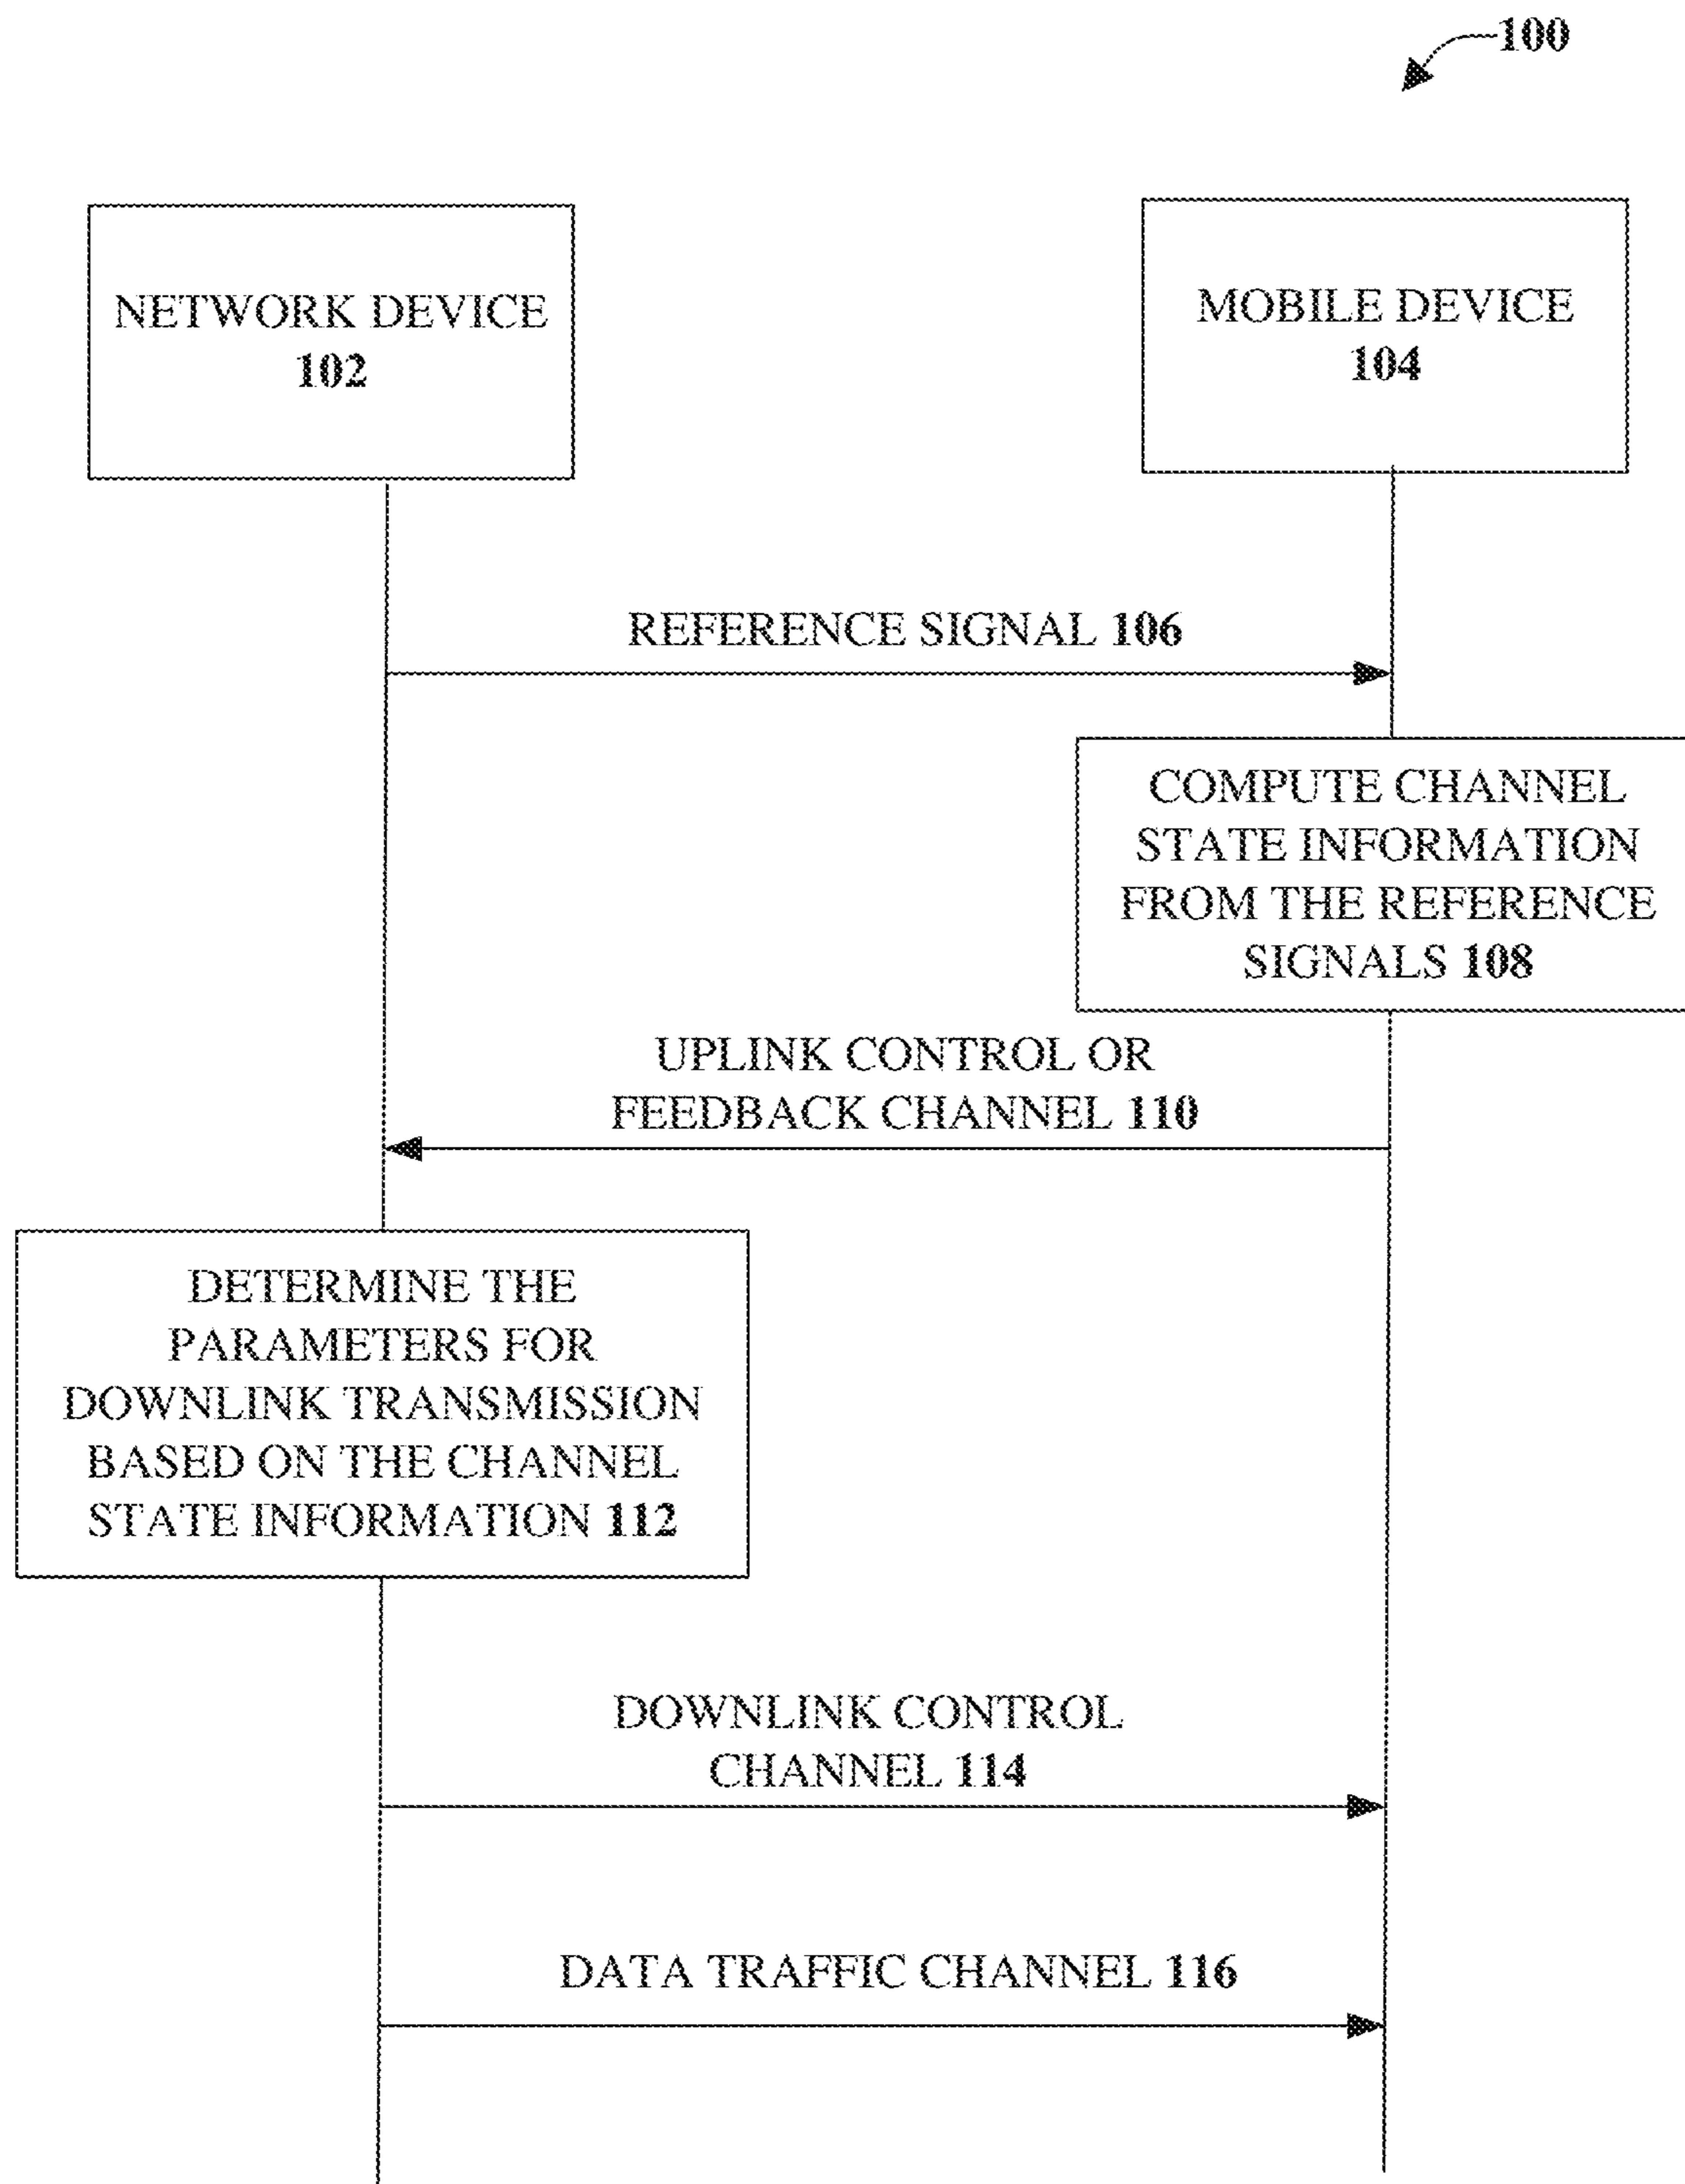 100
NETWORK DEVICE
102
MOBILE DEVICE
104
REFERENCE SIGNAL 106
COMPUTE CHANNEL
STATE INFORMATION
FROM THE REFERENCE
SIGNALS 108
UPLINK CONTROL OR
FEEDBACK CHANNEL 110
DETERMINE THE
PARAMETERS FOR
DOWNLINK TRANSMISSION
BASED ON THE CHANNEL
STATE INFORMATION 112
DOWNLINK CONTROL
CHANNEL 114
DATA TRAFFIC CHANNEL 116